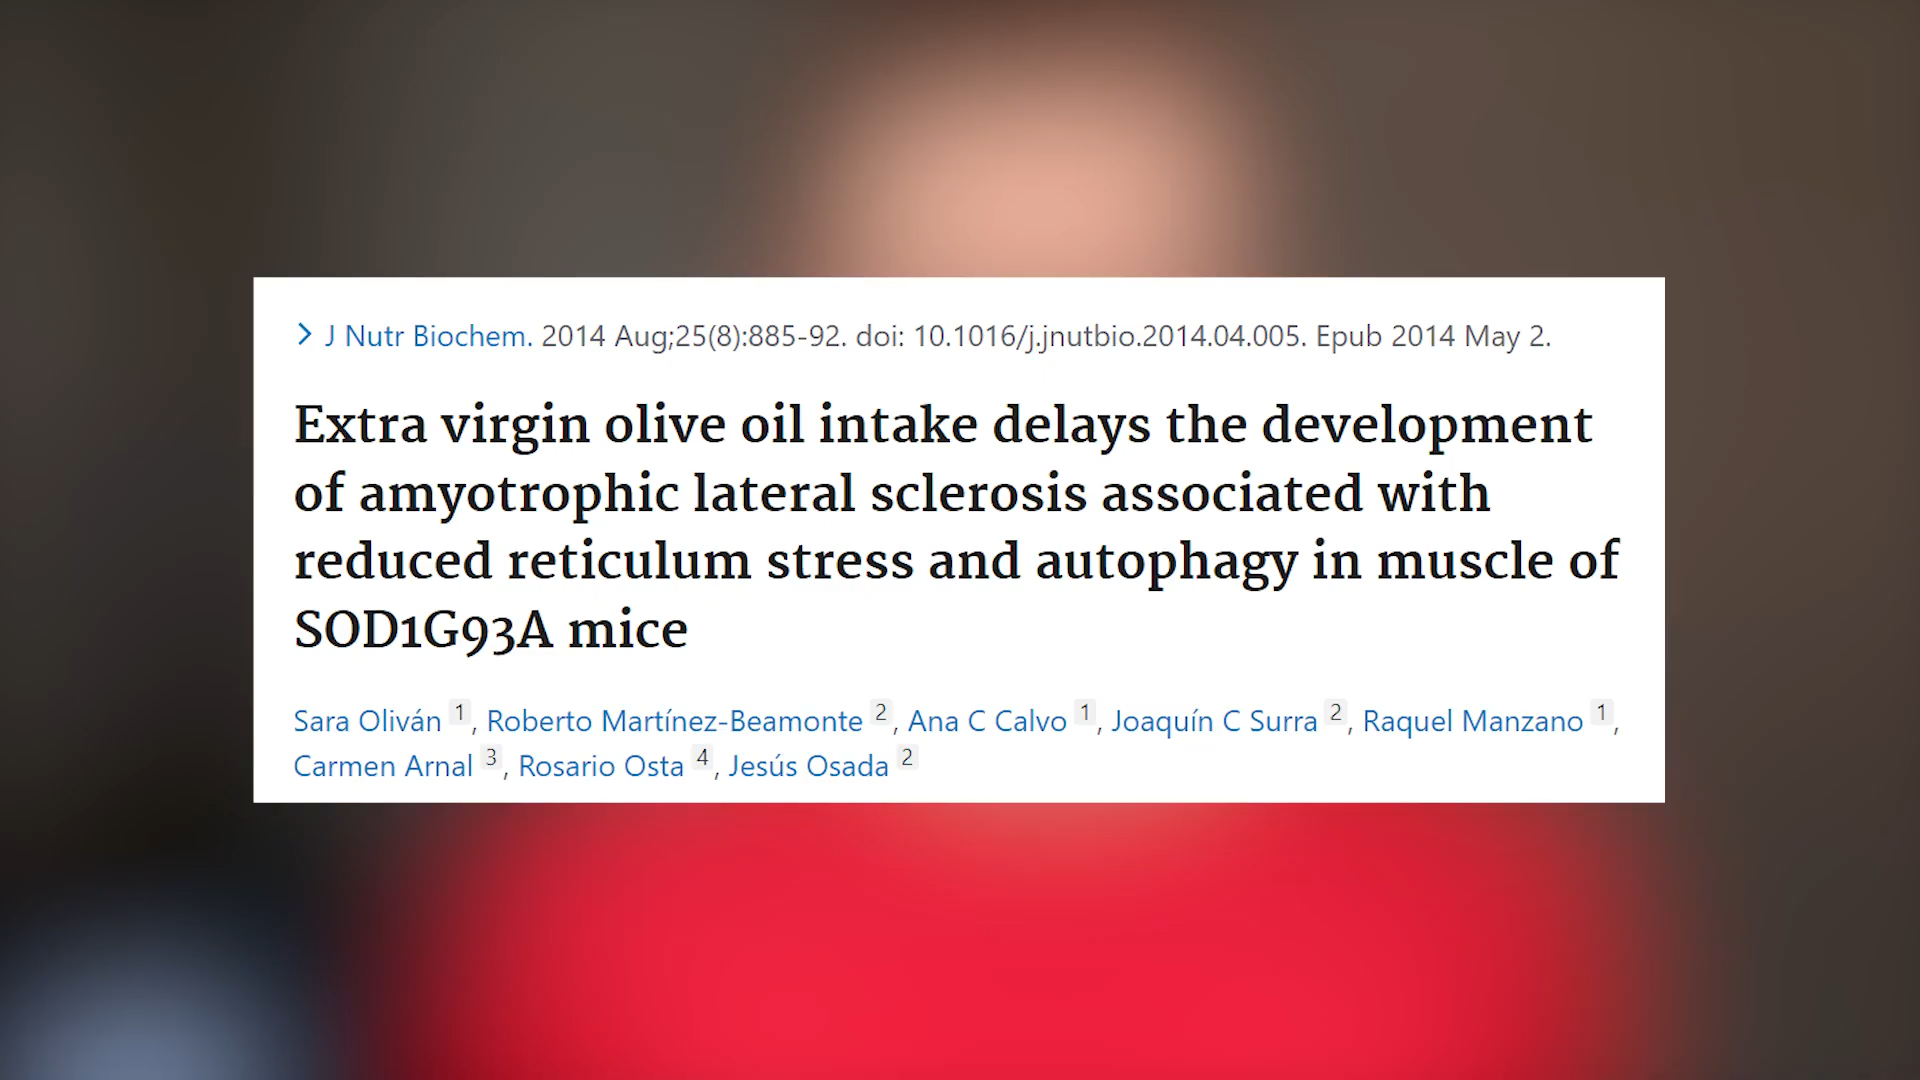 > J Nutr Biochem. 2014 Aug;25(8):885-92. doi: 10.1016/j.jnutbio.2014.04.005. Epub 2014 May 2.
Extra virgin olive oil intake delays the development
of amyotrophic lateral sclerosis associated with
reduced reticulum stress and autophagy in muscle of
SOD1G93A mice
Sara Oliván 1, Roberto Martínez-Beamonte 2, Ana C Calvo 1, Joaquín C Surra 2, Raquel Manzano 1,
Carmen Arnal 3, Rosario Osta 4, Jesús Osada 2